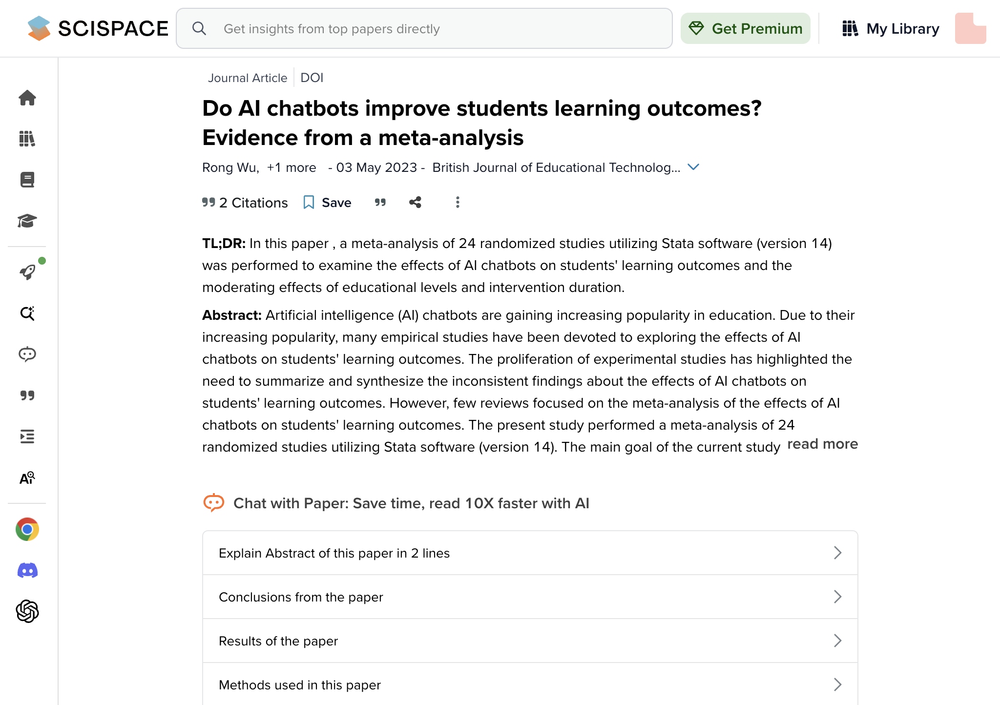 SCISPACE
Get insights from top papers directly
Get Premium
My Library
Journal Article
DOI
Do AI chatbots improve students learning outcomes?
Evidence from a meta-analysis
Rong Wu, +1 more - 03 May 2023 - British Journal of Educational Technolog...
2 Citations
Save
TL;DR: In this paper , a meta-analysis of 24 randomized studies utilizing Stata software (version 14)
was performed to examine the effects of AI chatbots on students' learning outcomes and the
moderating effects of educational levels and intervention duration.
Abstract: Artificial intelligence (AI) chatbots are gaining increasing popularity in education. Due to their
increasing popularity, many empirical studies have been devoted to exploring the effects of AI
chatbots on students' learning outcomes. The proliferation of experimental studies has highlighted the
need to summarize and synthesize the inconsistent findings about the effects of AI chatbots on
students' learning outcomes. However, few reviews focused on the meta-analysis of the effects of AI
chatbots on students' learning outcomes. The present study performed a meta-analysis of 24
randomized studies utilizing Stata software (version 14). The main goal of the current study read more
Ai
Chat with Paper: Save time, read 10X faster with AI
Explain Abstract of this paper in 2 lines
Conclusions from the paper
Results of the paper
Methods used in this paper